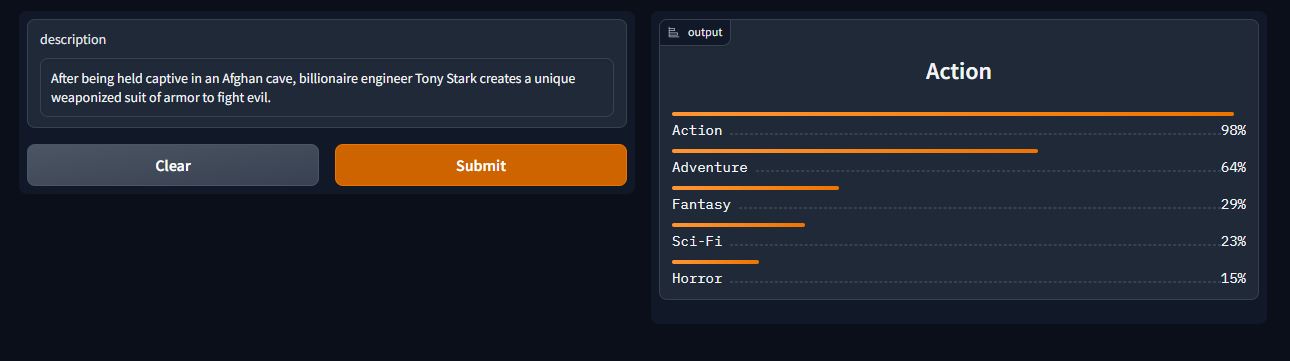 description
After being held captive in an Afghan cave, billionaire engineer Tony Stark creates a unique
weaponized suit of armor to fight evil.
Clear
Submit
output
Action
Action 98%
Adventure 64%
Fantasy 29%
Sci-Fi 23%
Horror 15%